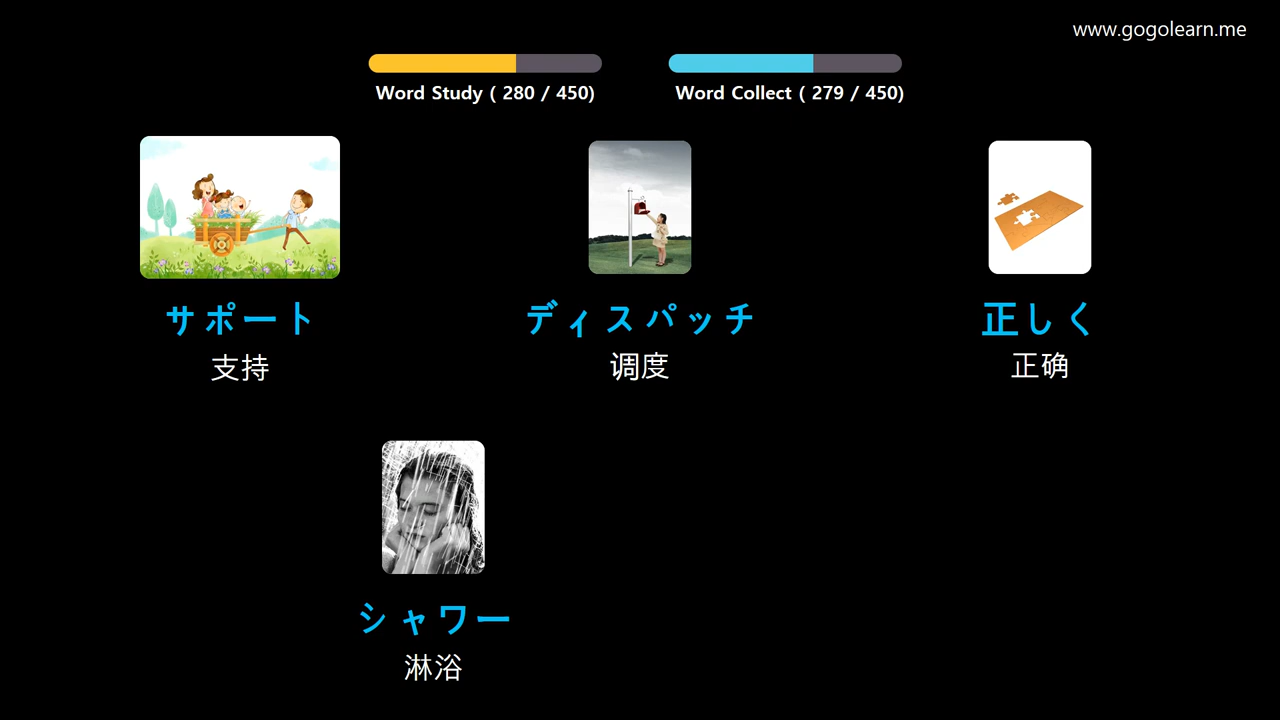 www.gogolearn.me
Word Study ( 280 / 450)
Word Collect ( 279 / 450)
サポート
支持
ディスパッチ
调度
正しく
正确
シャワー
淋浴